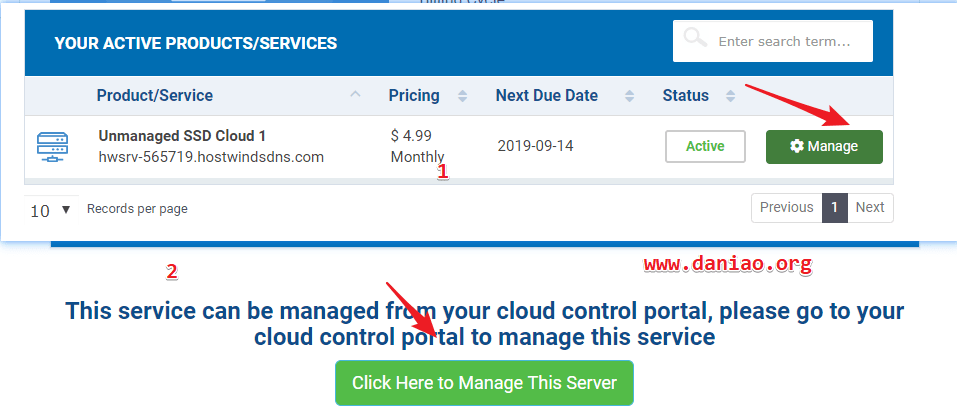 YOUR ACTIVE PRODUCTS/SERVICES
Enter search term...
Product/Service Pricing Next Due Date Status
Unmanaged SSD Cloud 1
hwsrv-565719.hostwindsdns.com
$ 4.99
Monthly
2019-09-14
Active
Manage
1
10 Records per page
Previous 1 Next
2
www.daniao.org
This service can be managed from your cloud control portal, please go to your
cloud control portal to manage this service
Click Here to Manage This Server